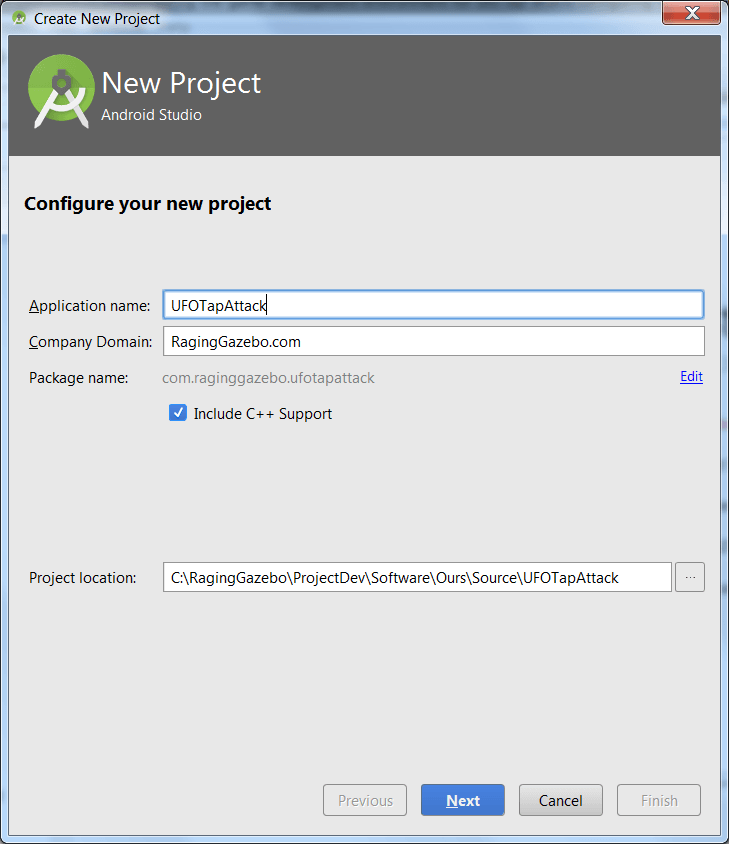 Create New Project
New Project
Android Studio
Configure your new project
Application name: UFOTapAttack
Company Domain: RagingGazebo.com
Package name: com.raginggazebo.ufotapattack Edit
Include C++ Support
Project location: C:\RagingGazebo\ProjectDev\Software\Ours\Source\UFOTapAttack ...
Previous Next Cancel Finish